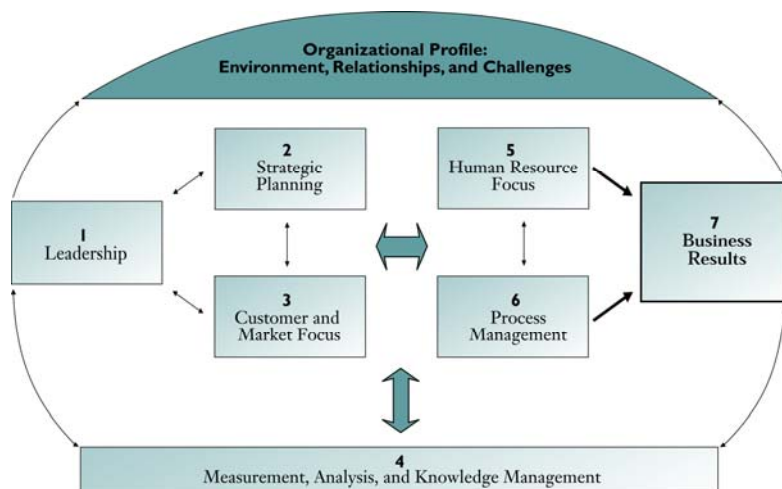 Organizational Profile:
Environment, Relationships, and Challenges
2
Strategic
Planning
5
Human Resource
Focus
1
Leadership
7
Business
Results
3
Customer and
Market Focus
6
Process
Management
4
Measurement, Analysis, and Knowledge Management